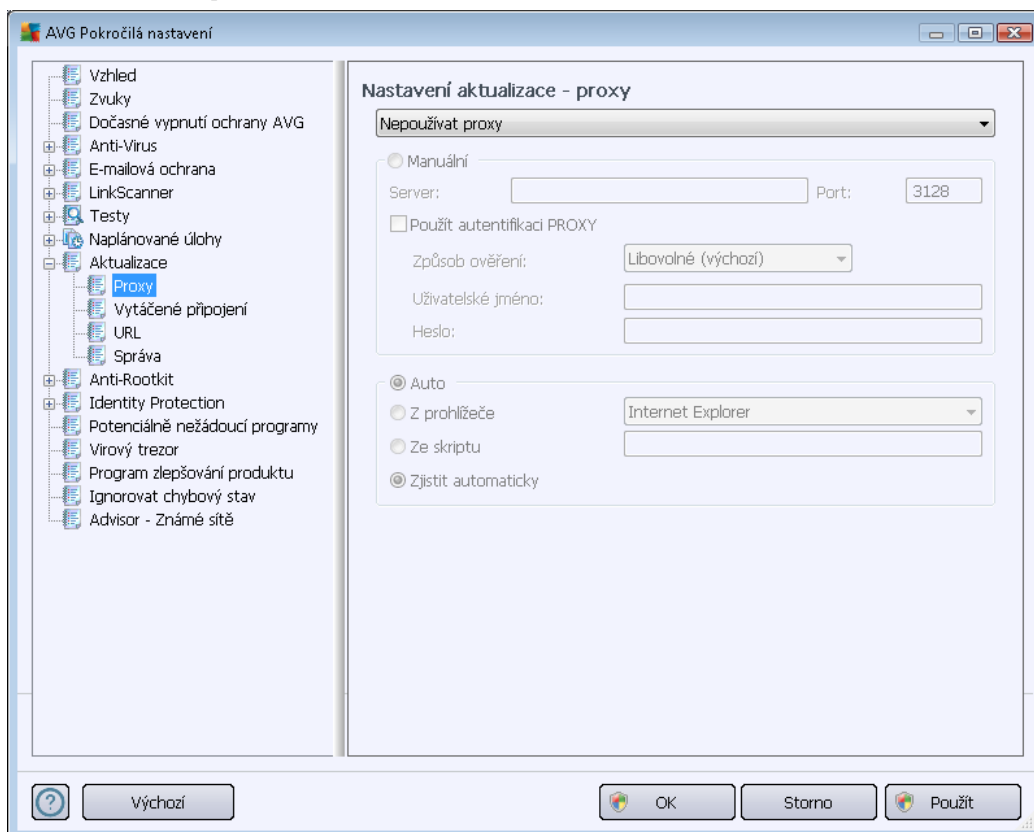 AVG Pokročilá nastavení
Vzhled
Zvuky
Dočasné vypnutí ochrany AVG
Anti-Virus
E-mailová ochrana
LinkScanner
Testy
Naplánované úlohy
Aktualizace
Proxy
Vytáčené připojení
URL
Správa
Anti-Rootkit
Identity Protection
Potenciálně nežádoucí programy
Virový trezor
Program zlepšování produktu
Ignorovat chybový stav
Advisor - Známé sítě
Nastavení aktualizace - proxy
Nepoužívat proxy
Manuální
Server: Port: 3128
Použít autentifikaci PROXY
Způsob ověření: Libovolné (výchozí)
Uživatelské jméno:
Heslo:
Auto
Z prohlížeče Internet Explorer
Ze skriptu
Zjistit automaticky
? Výchozí OK Storno Použít